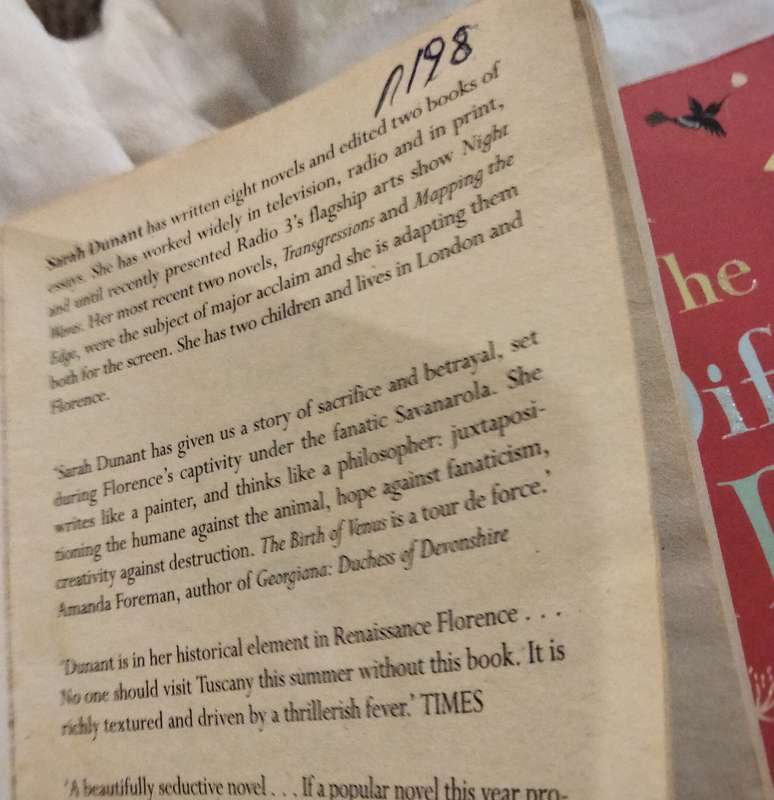 n198
Sarah Dunant has written eight novels and edited two books of
essays. She has worked widely in television, radio and in print,
and until recently presented Radio 3's flagship arts show Night
Waves. Her most recent two novels, Transgressions and Mapping the
Edge, were the subject of major acclaim and she is adapting them
both for the screen. She has two children and lives in London and
Florence.
'Sarah Dunant has given us a story of sacrifice and betrayal, set
during Florence's captivity under the fanatic Savanarola. She
writes like a painter, and thinks like a philosopher: juxtaposi-
tioning the humane against the animal, hope against fanaticism,
creativity against destruction. The Birth of Venus is a tour de force.'
Amanda Foreman, author of Georgiana: Duchess of Devonshire
'Dunant is in her historical element in Renaissance Florence . . .
No one should visit Tuscany this summer without this book. It is
richly textured and driven by a thrillerish fever.' TIMES
'A beautifully seductive novel . . . If a popular novel this year pro-
he
Dif